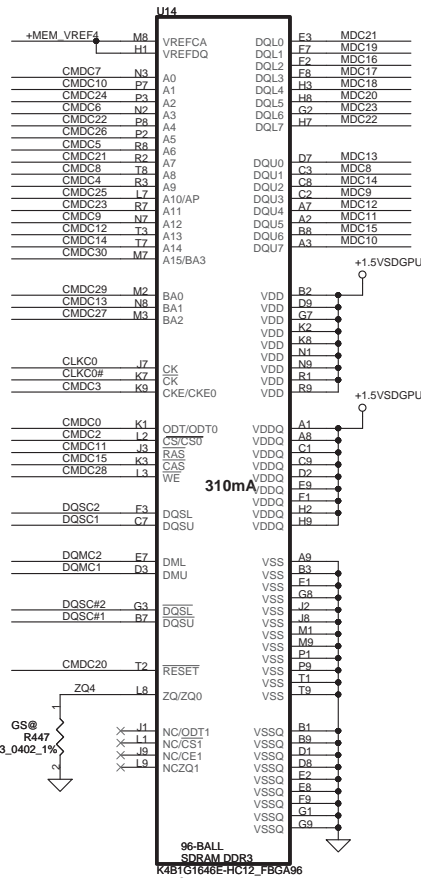 U14
+MEM_VREF4 M8 VREFCA DQL0 E3 MDC21
H1 VREFDQ DQL1 F7 MDC19
DQL2 F2 MDC16
CMDC7 N3 A0 DQL3 F8 MDC17
CMDC10 P7 A1 DQL4 H3 MDC18
CMDC24 P3 A2 DQL5 H8 MDC20
CMDC6 N2 A3 DQL6 G2 MDC23
CMDC22 P8 A4 DQL7 H7 MDC22
CMDC26 P2 A5
CMDC5 R8 A6
CMDC21 R2 A7 DQU0 D7 MDC13
CMDC8 T8 A8 DQU1 C3 MDC8
CMDC4 R3 A9 DQU2 C8 MDC14
CMDC25 L7 A10/AP DQU3 C2 MDC9
CMDC23 R7 A11 DQU4 A7 MDC12
CMDC9 N7 A12 DQU5 A2 MDC11
CMDC12 T3 A13 DQU6 B8 MDC15
CMDC14 T7 A14 DQU7 A3 MDC10
CMDC30 M7 A15/BA3
+1.5VSDGPU
CMDC29 M2 BA0 VDD B2
CMDC13 N8 BA1 VDD D9
CMDC27 M3 BA2 VDD G7
VDD K2
VDD K8
VDD N1
CLKC0 J7 CK VDD N9
CLKC0# K7 CK VDD R1
CMDC3 K9 CKE/CKE0 VDD R9
+1.5VSDGPU
CMDC0 K1 ODT/ODT0 VDDQ A1
CMDC2 L2 CS/CS0 VDDQ A8
CMDC11 J3 RAS VDDQ C1
CMDC15 K3 CAS VDDQ C9
CMDC28 L3 WE VDDQ D2
310mA VDDQ E9
VDDQ F1
DQSC2 F3 DQSL VDDQ H2
DQSC1 C7 DQSU VDDQ H9
DQMC2 E7 DML VSS A9
DQMC1 D3 DMU VSS B3
VSS E1
VSS G8
DQSC#2 G3 DQSL VSS J2
DQSC#1 B7 DQSU VSS J8
VSS M1
VSS M9
VSS P1
CMDC20 T2 RESET VSS P9
VSS T1
ZQ4 L8 ZQ/ZQ0 VSS T9
1
GS@
R447
3_0402_1%
2
J1 NC/ODT1 VSSQ B1
L1 NC/CS1 VSSQ B9
J9 NC/CE1 VSSQ D1
L9 NCZQ1 VSSQ D8
VSSQ E2
VSSQ E8
VSSQ F9
VSSQ G1
VSSQ G9
96-BALL
SDRAM DDR3
K4B1G1646E-HC12_FBGA96